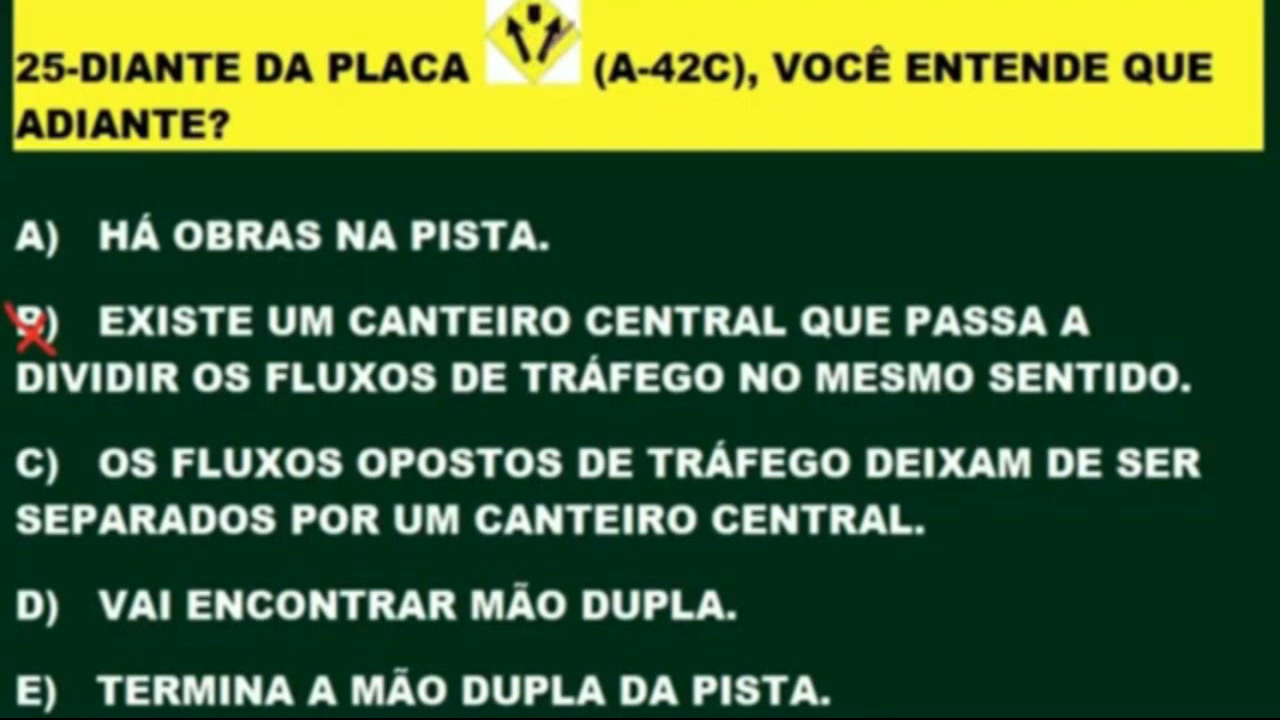 25-DIANTE DA PLACA (A-42C), VOCÊ ENTENDE QUE
ADIANTE?
A) HÁ OBRAS NA PISTA.
B) EXISTE UM CANTEIRO CENTRAL QUE PASSA A
DIVIDIR OS FLUXOS DE TRÁFEGO NO MESMO SENTIDO.
C) OS FLUXOS OPOSTOS DE TRÁFEGO DEIXAM DE SER
SEPARADOS POR UM CANTEIRO CENTRAL.
D) VAI ENCONTRAR MÃO DUPLA.
E) TERMINA A MÃO DUPLA DA PISTA.